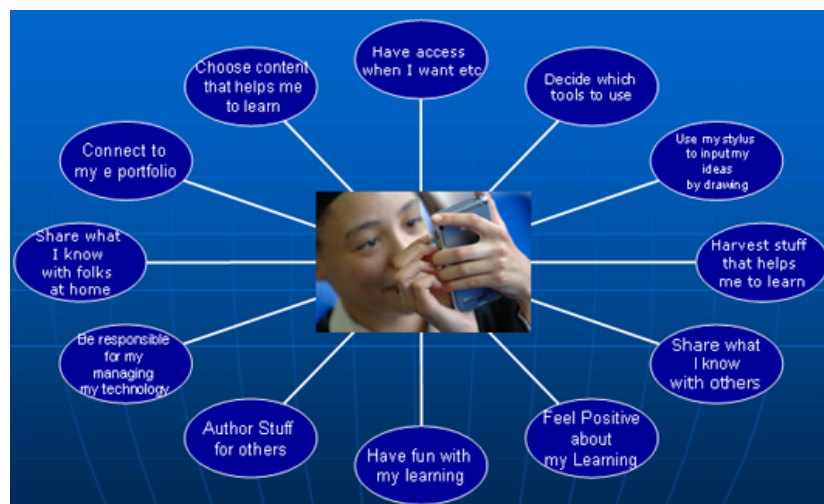 Have access
when I want etc
Decide which
tools to use
Use my stylus
to input my
ideas
by drawing
Harvest stuff
that helps
me to learn
Share what
I know
with others
Feel Positive
about
my Learning
Have fun with
my learning
Author Stuff
for others
Be responsible
for my
managing
my technology
Share what
I know
with folks
at home
Connect to
my e portfolio
Choose content
that helps me
to learn